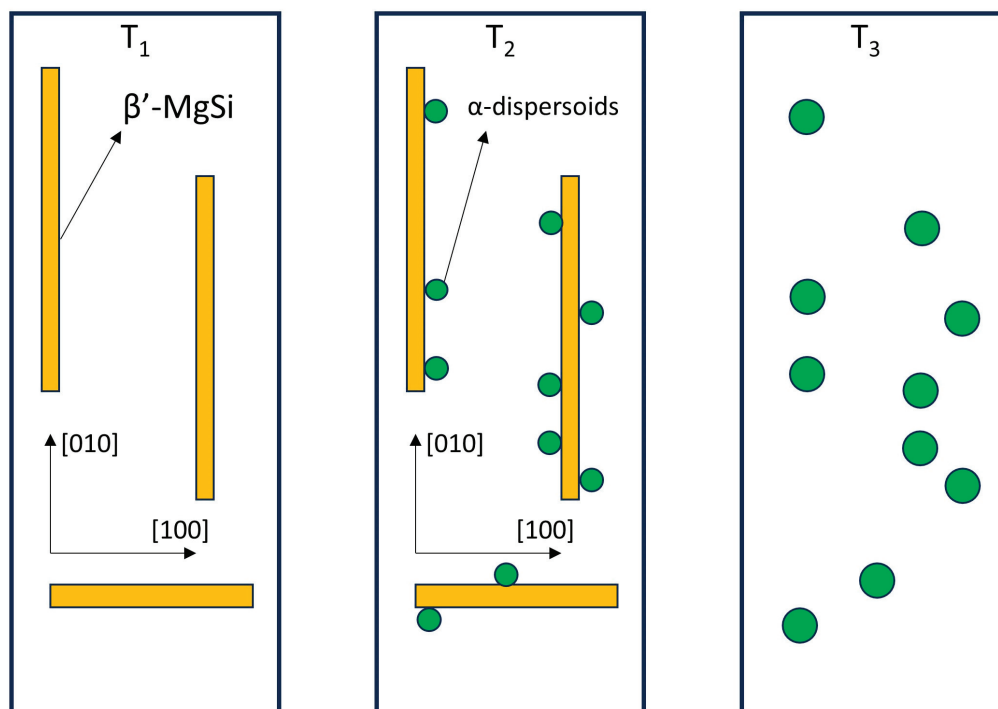 T₁
β’-MgSi
[010]
[100]
T₂
α-dispersoids
[010]
[100]
T₃